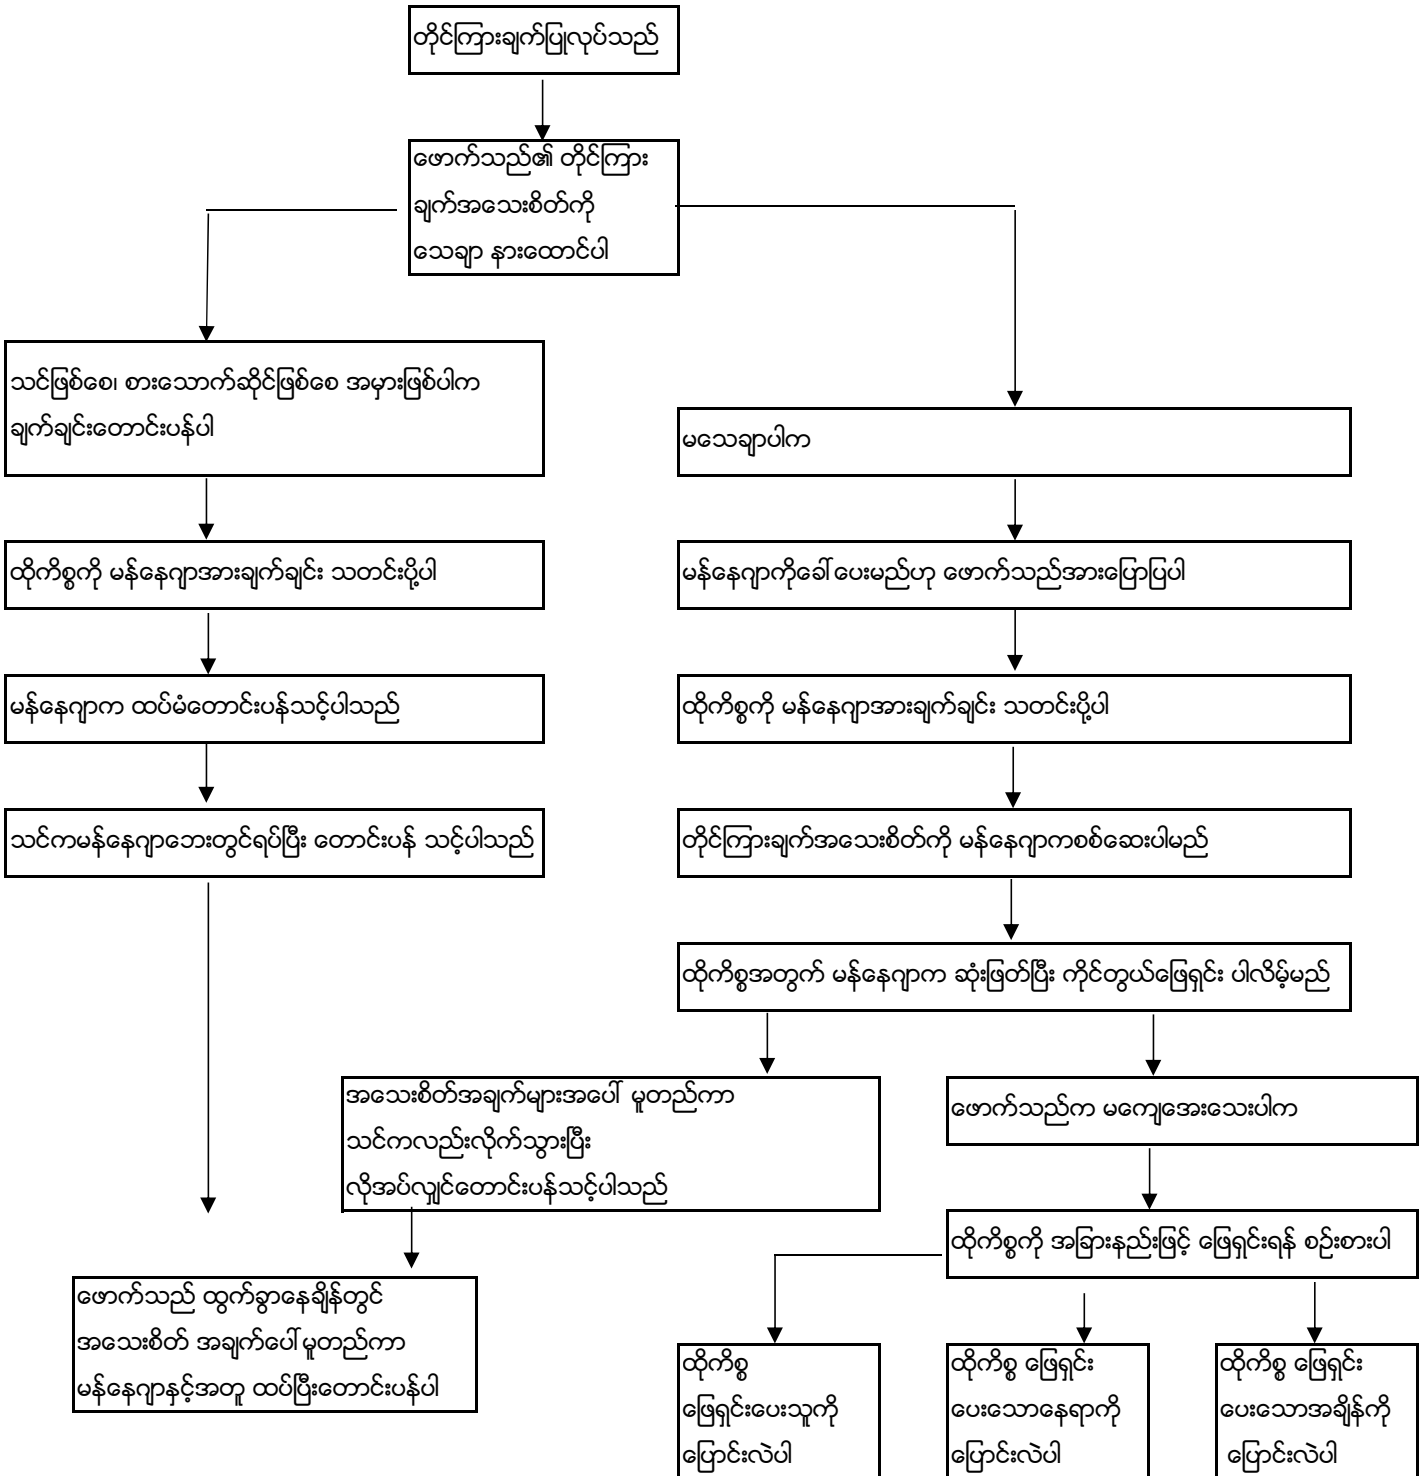 တိုင်ကြားချက်ပြုလုပ်သည်
ဖောက်သည်၏ တိုင်ကြား
ချက်အသေးစိတ်ကို
သေချာ နားထောင်ပါ
သင်ဖြစ်စေ၊ စားသောက်ဆိုင်ဖြစ်စေ အမှားဖြစ်ပါက
ချက်ချင်းတောင်းပန်ပါ
ထိုကိစ္စကို မန်နေဂျာအားချက်ချင်း သတင်းပို့ပါ
မန်နေဂျာက ထပ်မံတောင်းပန်သင့်ပါသည်
သင်ကမန်နေဂျာဘေးတွင်ရပ်ပြီး တောင်းပန် သင့်ပါသည်
မသေချာပါက
မန်နေဂျာကိုခေါ်ပေးမည်ဟု ဖောက်သည်အားပြောပြပါ
ထိုကိစ္စကို မန်နေဂျာအားချက်ချင်း သတင်းပို့ပါ
တိုင်ကြားချက်အသေးစိတ်ကို မန်နေဂျာကစစ်ဆေးပါမည်
ထိုကိစ္စအတွက် မန်နေဂျာက ဆုံးဖြတ်ပြီး ကိုင်တွယ်ဖြေရှင်း ပါလိမ့်မည်
အသေးစိတ်အချက်များအပေါ် မူတည်ကာ
သင်ကလည်းလိုက်သွားပြီး
လိုအပ်လျှင်တောင်းပန်သင့်ပါသည်
ဖောက်သည်က မကျေအေးသေးပါက
ထိုကိစ္စကို အခြားနည်းဖြင့် ဖြေရှင်းရန် စဉ်းစားပါ
ဖောက်သည် ထွက်ခွာနေချိန်တွင်
အသေးစိတ် အချက်ပေါ်မူတည်ကာ
မန်နေဂျာနှင့်အတူ ထပ်ပြီးတောင်းပန်ပါ
ထိုကိစ္စ
ဖြေရှင်းပေးသူကို
ပြောင်းလဲပါ
ထိုကိစ္စ ဖြေရှင်း
ပေးသောနေရာကို
ပြောင်းလဲပါ
ထိုကိစ္စ ဖြေရှင်း
ပေးသောအချိန်ကို
ပြောင်းလဲပါ